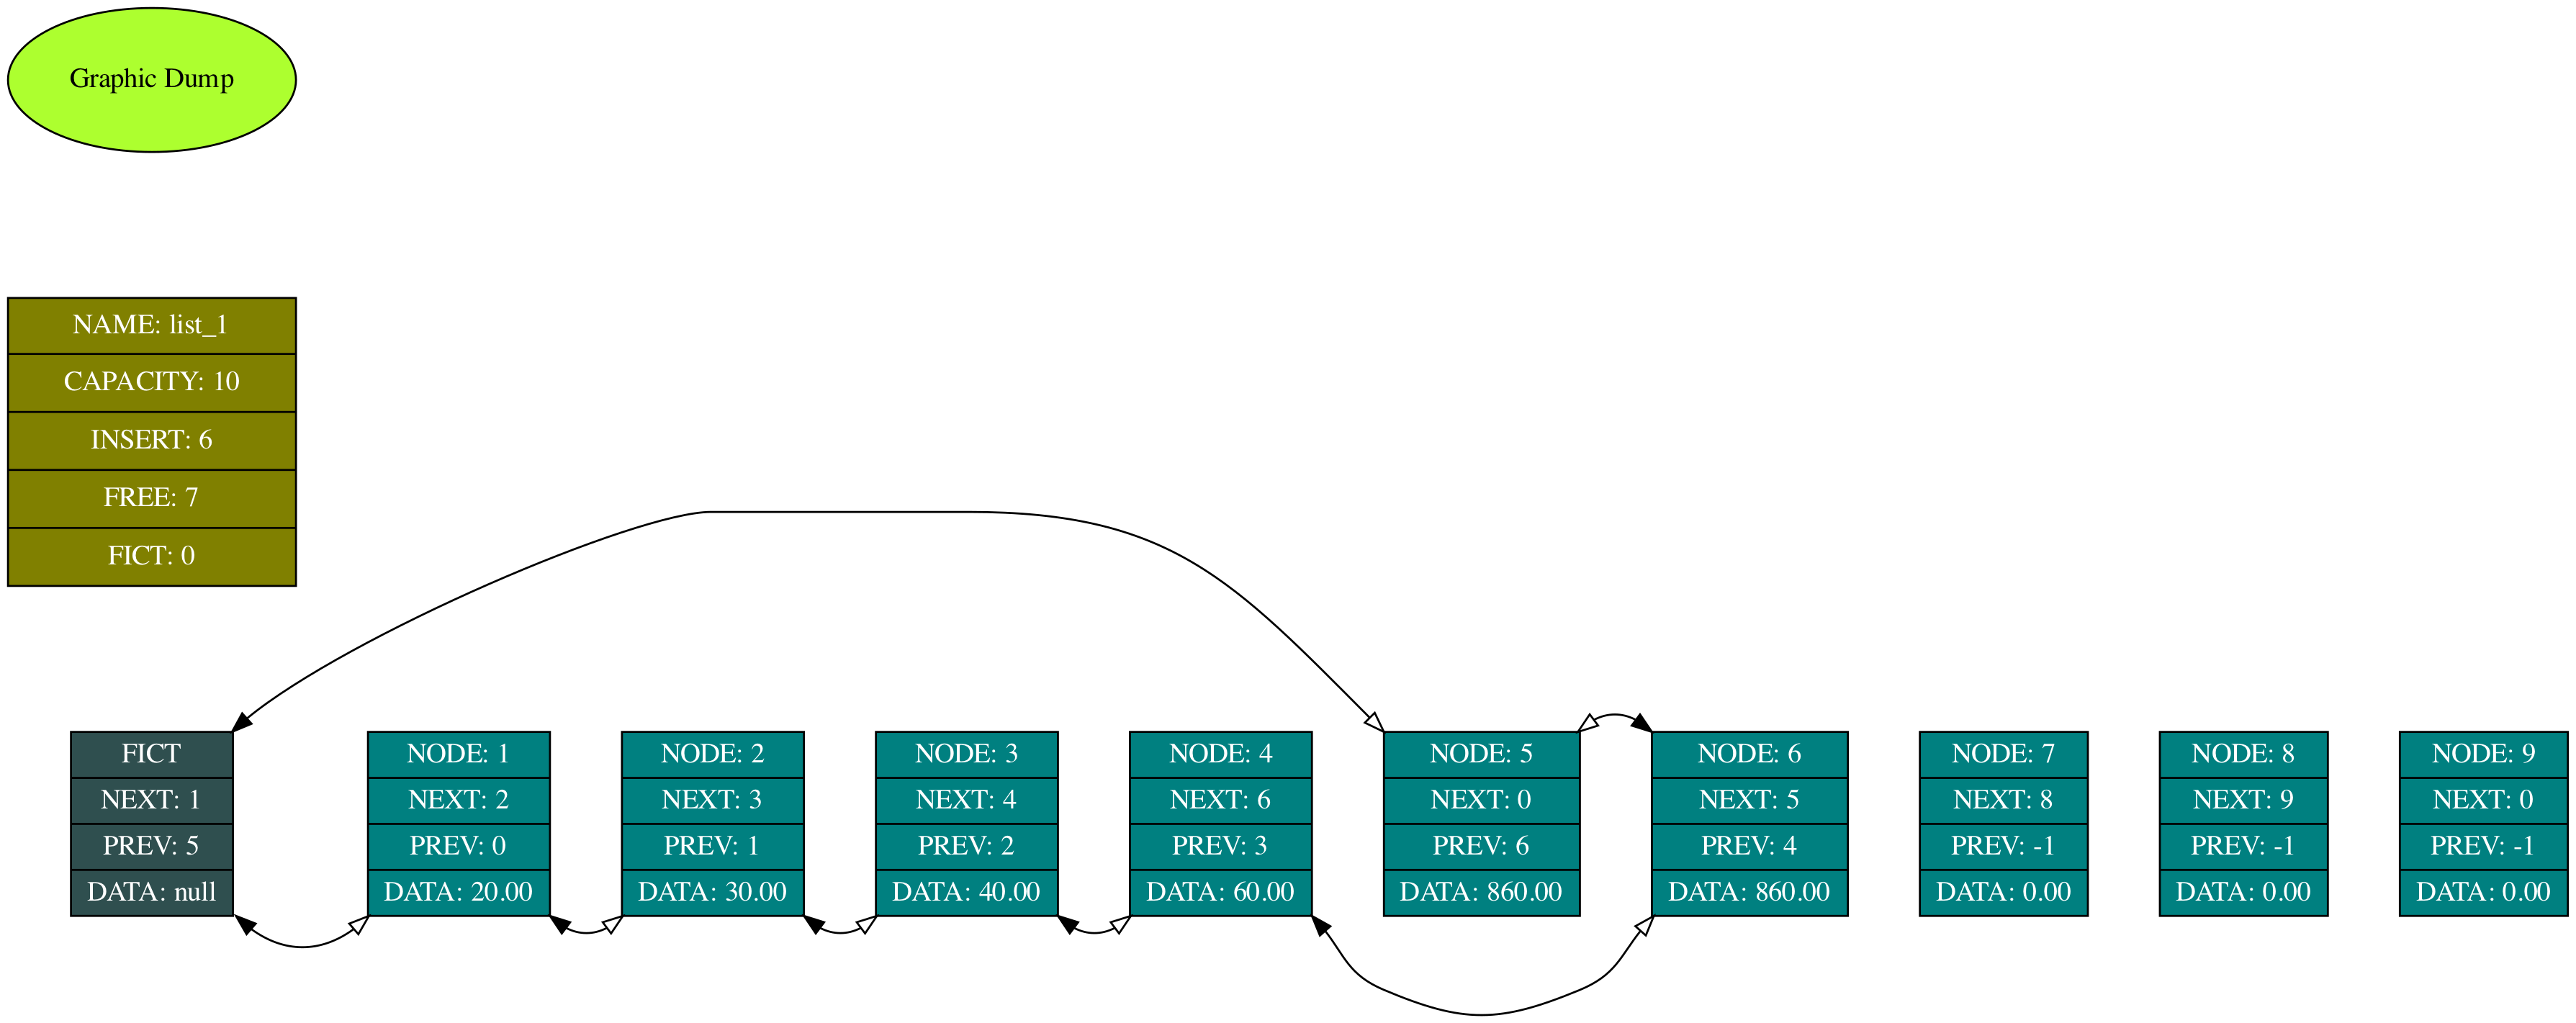 Graphic Dump
NAME: list_1
CAPACITY: 10
INSERT: 6
FREE: 7
FICT: 0
FICT
NEXT: 1
PREV: 5
DATA: null
NODE: 1
NEXT: 2
PREV: 0
DATA: 20.00
NODE: 2
NEXT: 3
PREV: 1
DATA: 30.00
NODE: 3
NEXT: 4
PREV: 2
DATA: 40.00
NODE: 4
NEXT: 6
PREV: 3
DATA: 60.00
NODE: 5
NEXT: 0
PREV: 6
DATA: 860.00
NODE: 6
NEXT: 5
PREV: 4
DATA: 860.00
NODE: 7
NEXT: 8
PREV: -1
DATA: 0.00
NODE: 8
NEXT: 9
PREV: -1
DATA: 0.00
NODE: 9
NEXT: 0
PREV: -1
DATA: 0.00